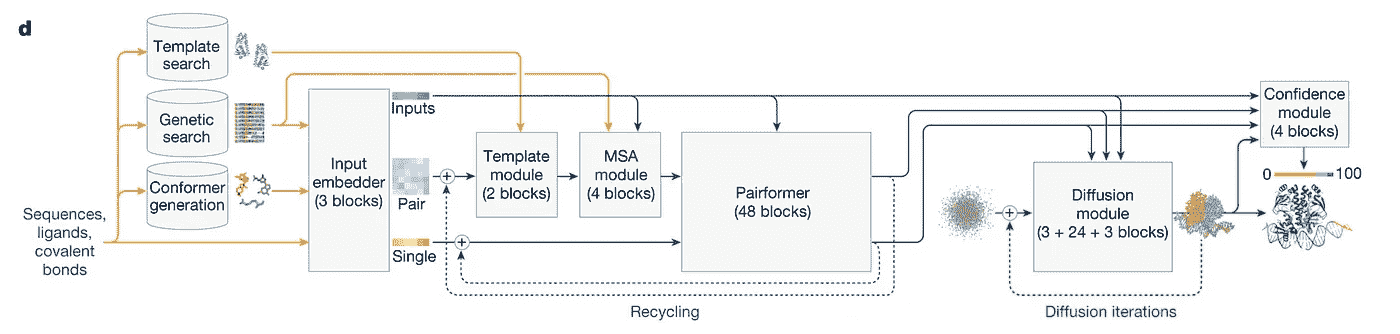 d
Template
search
Genetic
search
Conformer
generation
Sequences,
ligands,
covalent
bonds
Input
embedder
(3 blocks)
Inputs
Pair
Single
+
+
Template
module
(2 blocks)
MSA
module
(4 blocks)
Pairformer
(48 blocks)
Recycling
+
Diffusion
module
(3 + 24 + 3 blocks)
Diffusion iterations
Confidence
module
(4 blocks)
0 100